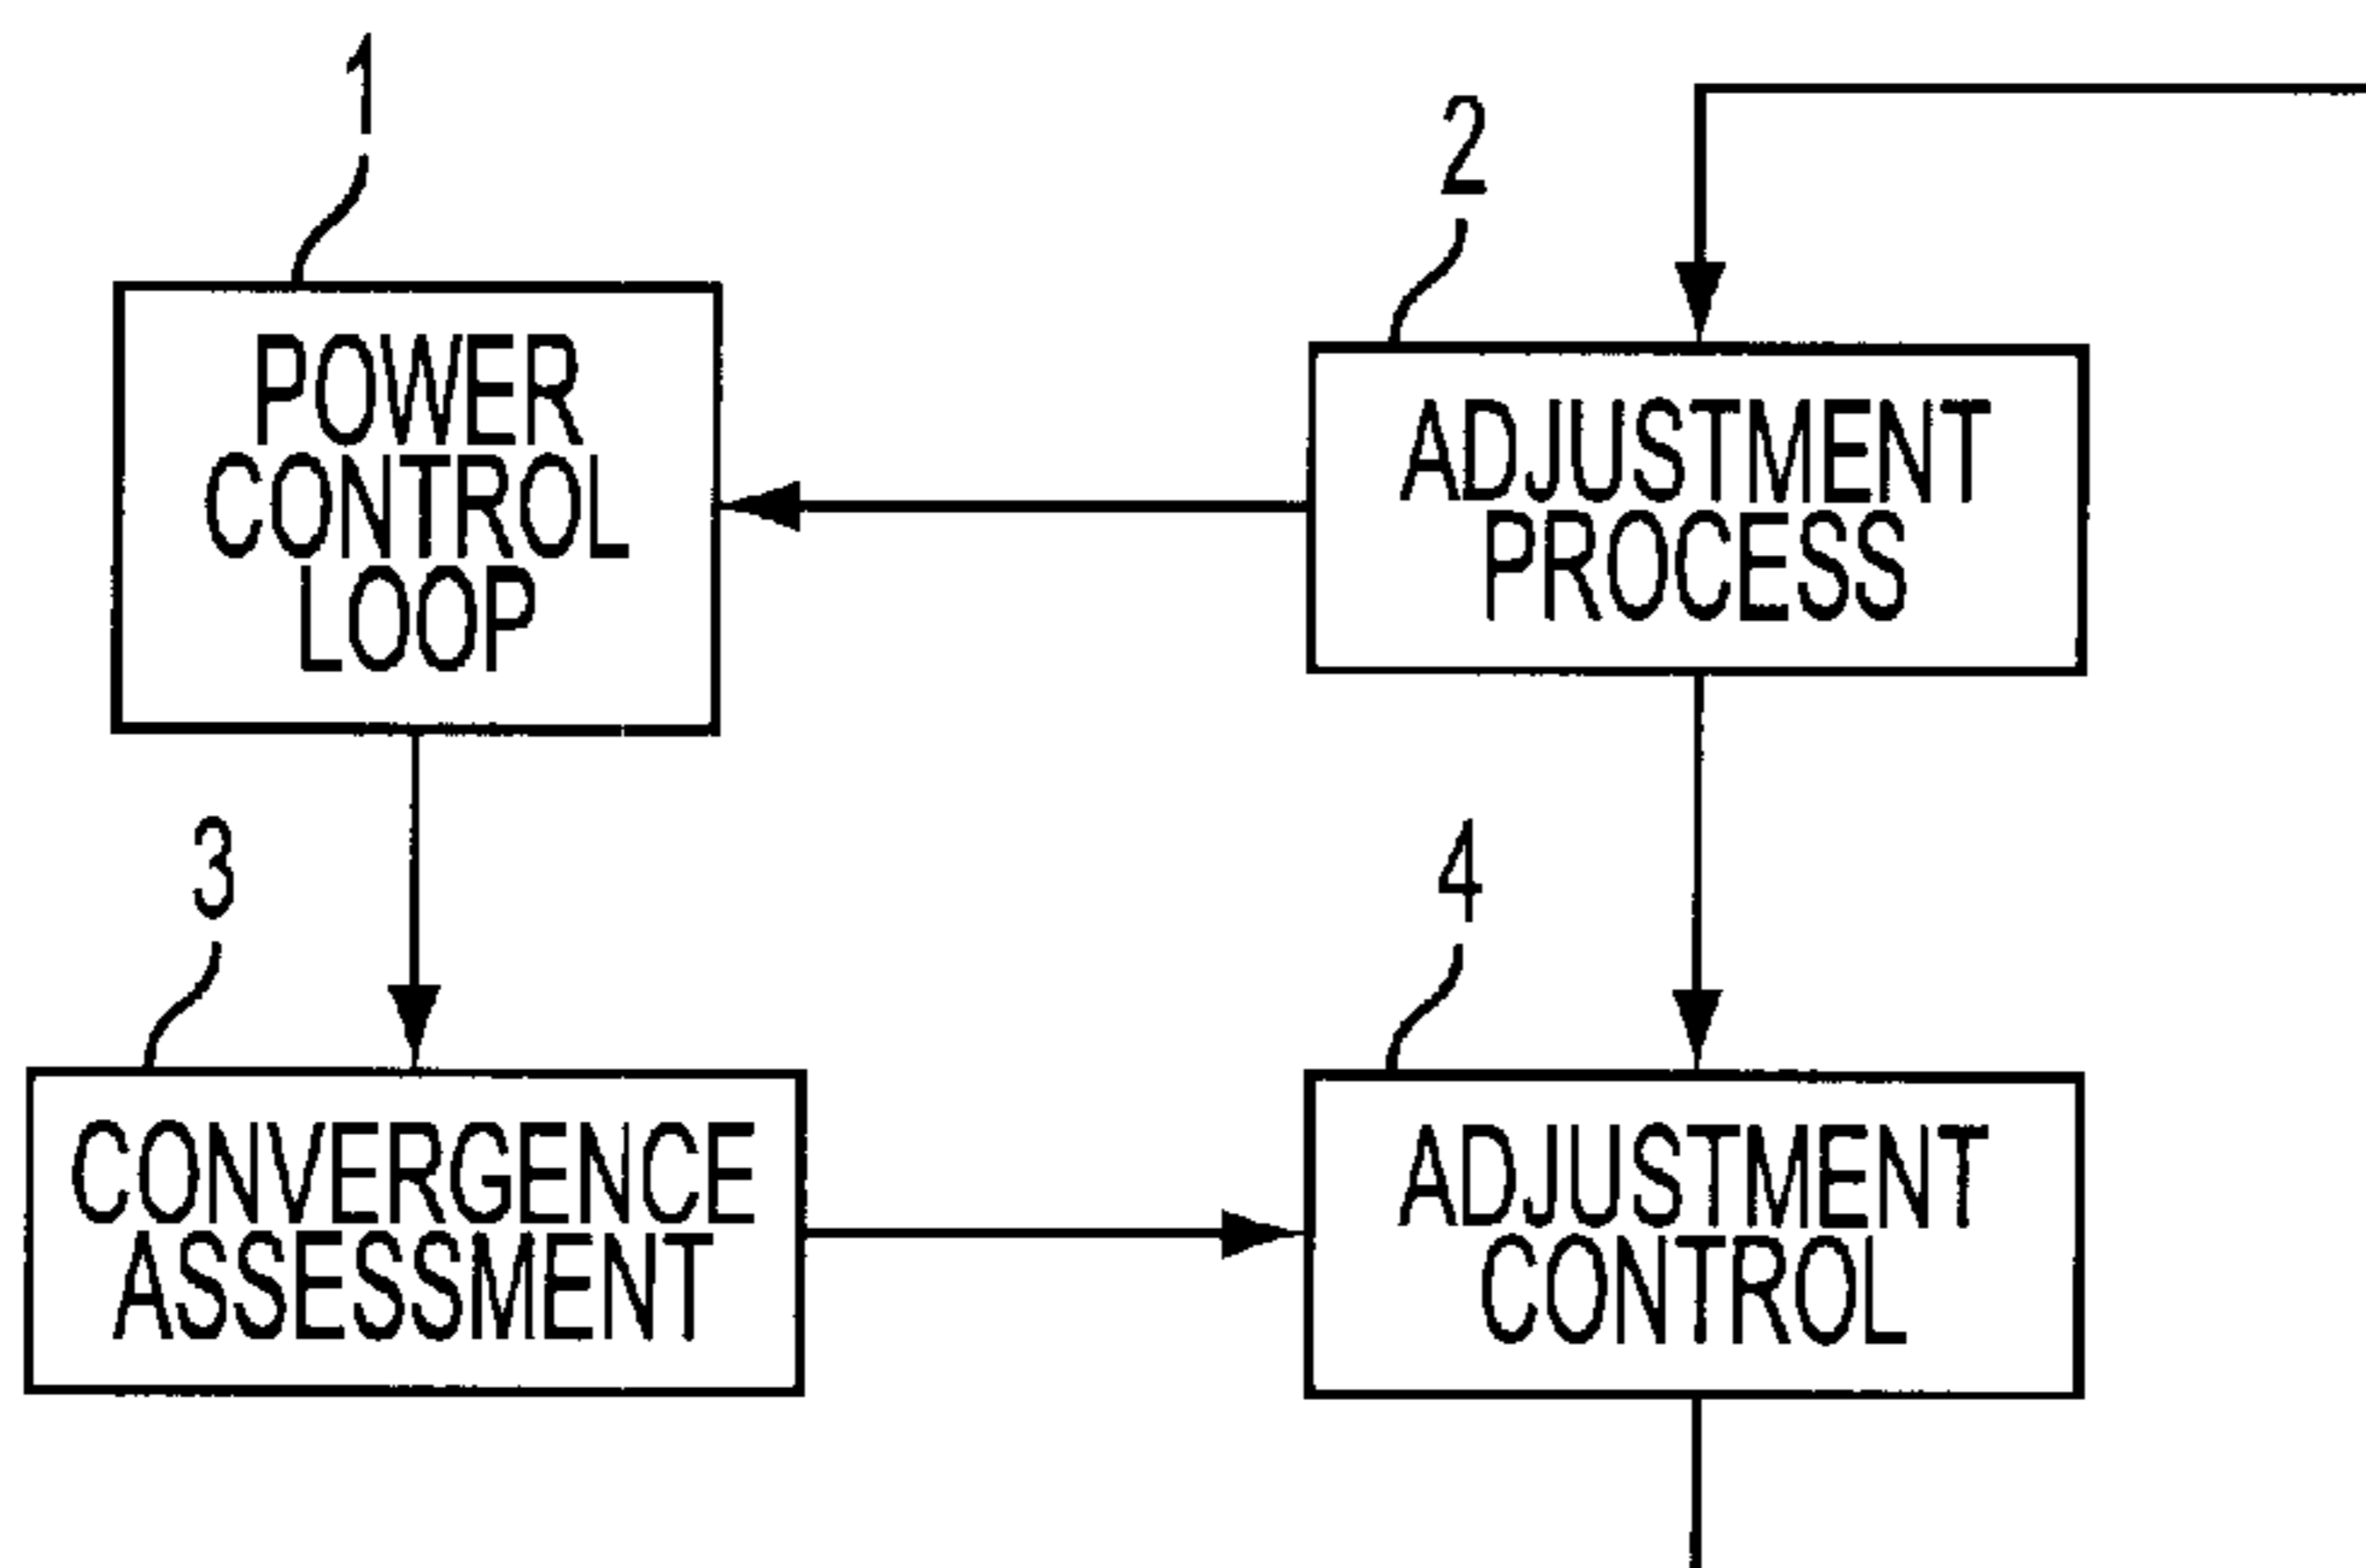 1
POWER
CONTROL
LOOP
2
ADJUSTMENT
PROCESS
3
CONVERGENCE
ASSESSMENT
4
ADJUSTMENT
CONTROL